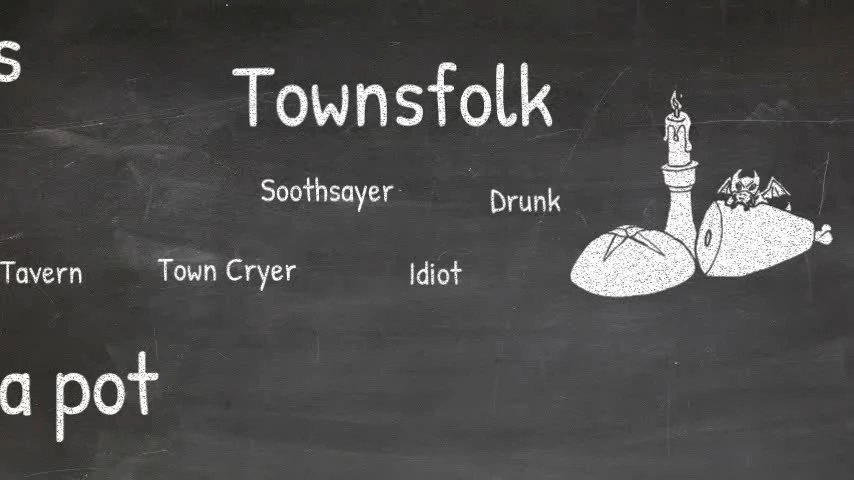 s
Townsfolk
Soothsayer
Drunk
Tavern
Town Cryer
Idiot
a pot